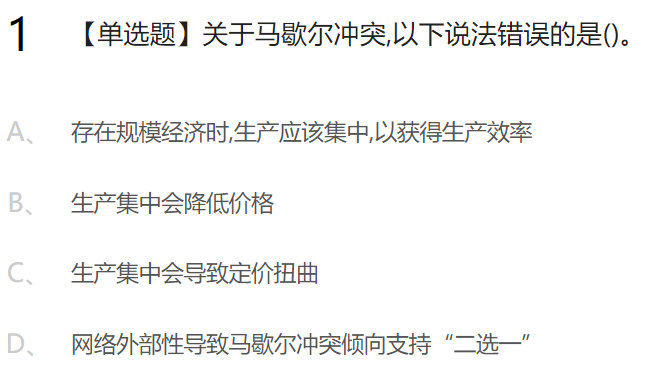 1 【单选题】关于马歇尔冲突,以下说法错误的是()。
A、 存在规模经济时,生产应该集中,以获得生产效率
B、 生产集中会降低价格
C、 生产集中会导致定价扭曲
D、 网络外部性导致马歇尔冲突倾向支持“二选一”